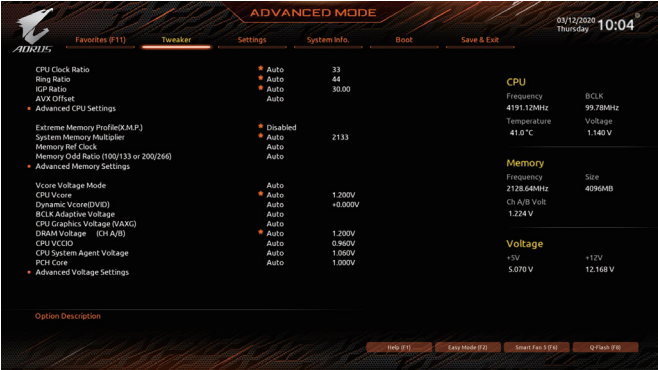 ADVANCED MODE
03/12/2020
Thursday
10:04
AORUS
Favorites (F11) Tweaker Settings System Info. Boot Save & Exit
CPU Clock Ratio * Auto 33
Ring Ratio * Auto 44
IGP Ratio * Auto 30.00
AVX Offset Auto
Advanced CPU Settings
Extreme Memory Profile(X.M.P.) * Disabled
System Memory Multiplier * Auto 2133
Memory Ref Clock Auto
Memory Odd Ratio (100/133 or 200/266) Auto
Advanced Memory Settings
Vcore Voltage Mode Auto
CPU Vcore * Auto 1.200V
Dynamic Vcore(DVID) Auto +0.000V
BCLK Adaptive Voltage Auto
CPU Graphics Voltage (VAXG) Auto
DRAM Voltage (CH A/B) * Auto 1.200V
CPU VCCIO Auto 0.960V
CPU System Agent Voltage Auto 1.060V
PCH Core Auto 1.000V
Advanced Voltage Settings
CPU
Frequency BCLK
4191.12MHz 99.78MHz
Temperature Voltage
41.0°C 1.140 V
Memory
Frequency Size
2128.64MHz 4096MB
Ch A/B Volt
1.224 V
Voltage
+5V +12V
5.070 V 12.168 V
Option Description
Help (F1) Easy Mode (F2) Smart Fan 5 (F6) Q-Flash (F8)